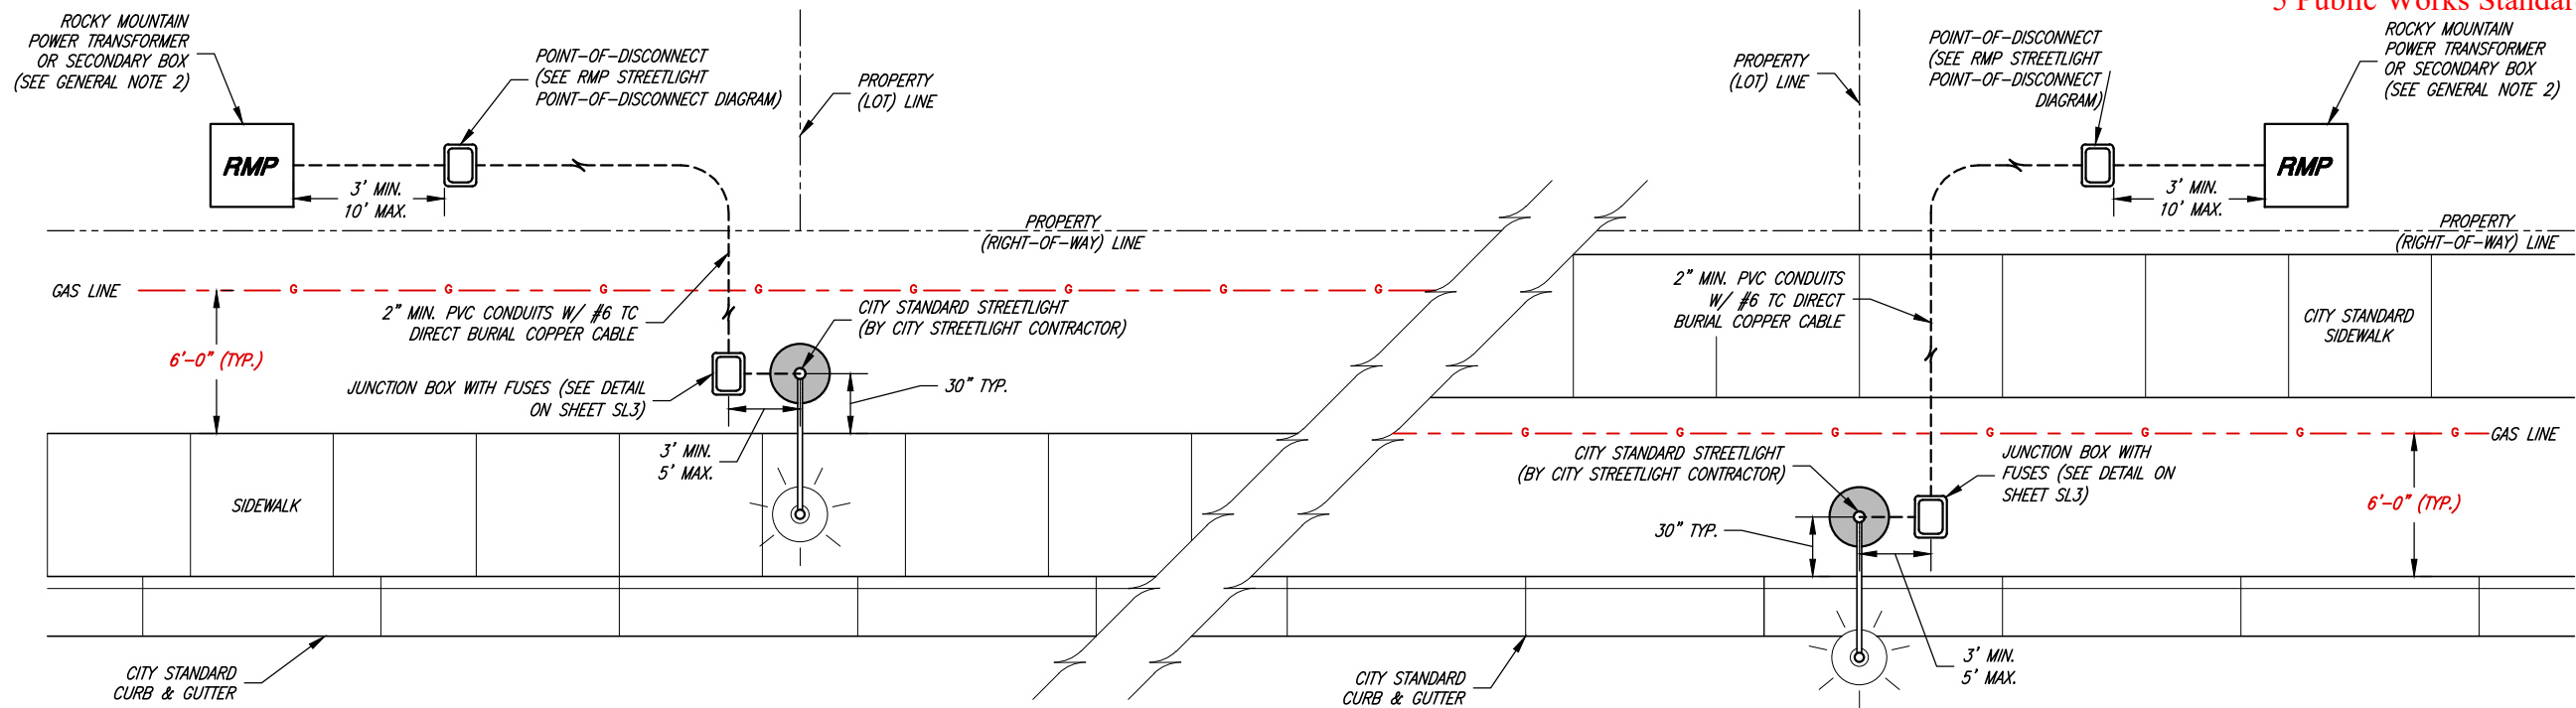 5 Public Works Standar
ROCKY MOUNTAIN
POWER TRANSFORMER
OR SECONDARY BOX
(SEE GENERAL NOTE 2)
POINT-OF-DISCONNECT
(SEE RMP STREETLIGHT
POINT-OF-DISCONNECT DIAGRAM)
PROPERTY
(LOT) LINE
PROPERTY
(LOT) LINE
POINT-OF-DISCONNECT
(SEE RMP STREETLIGHT
POINT-OF-DISCONNECT
DIAGRAM)
ROCKY MOUNTAIN
POWER TRANSFORMER
OR SECONDARY BOX
(SEE GENERAL NOTE 2)
RMP
3' MIN.
10' MAX.
RMP
3' MIN.
10' MAX.
PROPERTY
(RIGHT-OF-WAY) LINE
PROPERTY
(RIGHT-OF-WAY) LINE
GAS LINE
G G G G G G G G
2" MIN. PVC CONDUITS W/ #6 TC
DIRECT BURIAL COPPER CABLE
CITY STANDARD STREETLIGHT
(BY CITY STREETLIGHT CONTRACTOR)
6'-0" (TYP.)
JUNCTION BOX WITH FUSES (SEE DETAIL
ON SHEET SL3)
30" TYP.
3' MIN.
5' MAX.
SIDEWALK
CITY STANDARD
CURB & GUTTER
2" MIN. PVC CONDUITS
W/ #6 TC DIRECT
BURIAL COPPER CABLE
CITY STANDARD
SIDEWALK
G G G G G G G
GAS LINE
CITY STANDARD STREETLIGHT
(BY CITY STREETLIGHT CONTRACTOR)
JUNCTION BOX WITH
FUSES (SEE DETAIL ON
SHEET SL3)
6'-0" (TYP.)
30" TYP.
3' MIN.
5' MAX.
CITY STANDARD
CURB & GUTTER